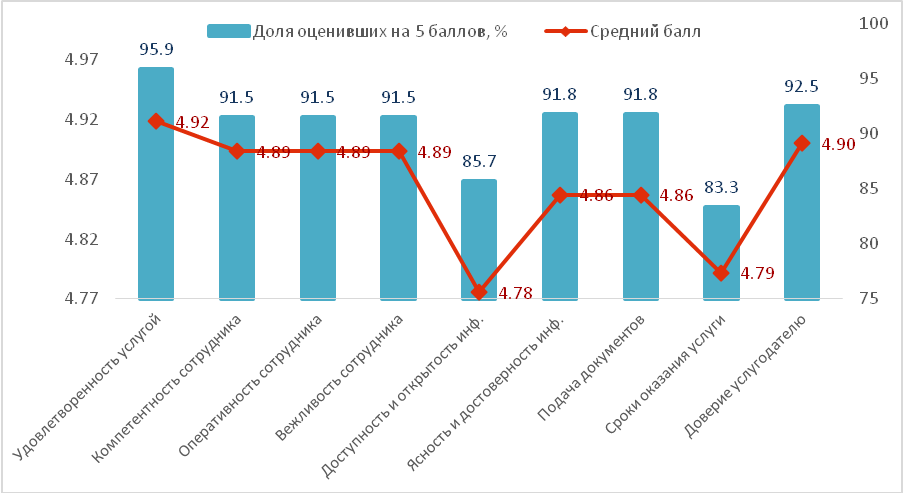 Доля оценивших на 5 баллов, %
Средний балл
4.97
4.92
4.87
4.82
4.77
100
95
90
85
80
75
95.9
91.5
91.5
91.5
85.7
91.8
91.8
83.3
92.5
4.92
4.89
4.89
4.89
4.78
4.86
4.86
4.79
4.90
Удовлетворенность услугой
Компетентность сотрудника
Оперативность сотрудника
Вежливость сотрудника
Доступность и открытость инф.
Ясность и достоверность инф.
Подача документов
Сроки оказания услуги
Доверие услугодателю